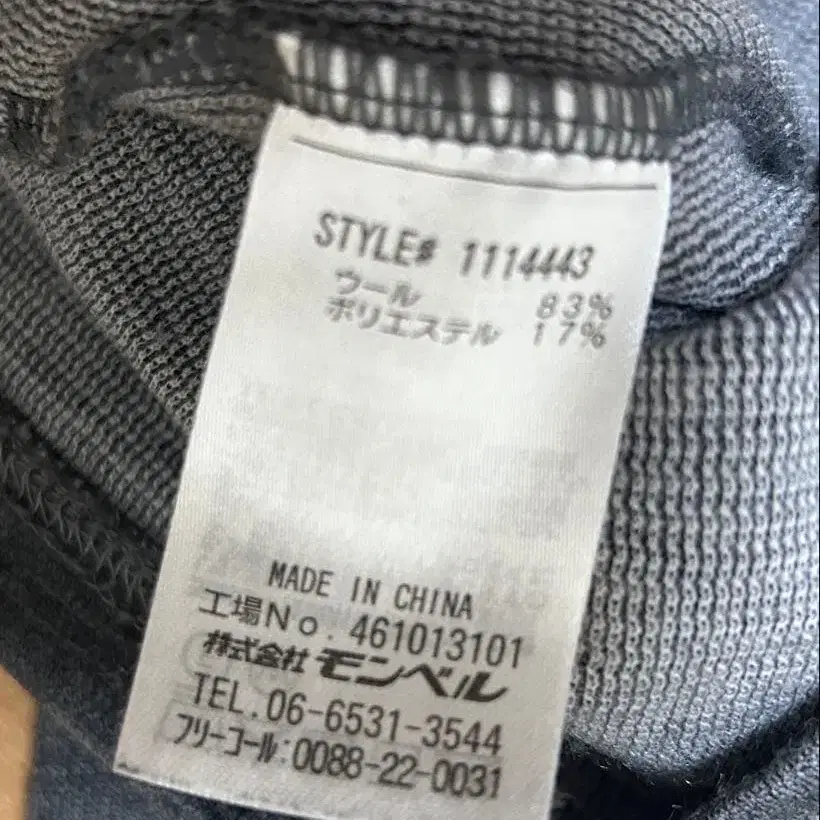 STYLE# 1114443
ウール 83%
ポリエステル 17%
MADE IN CHINA
工場No. 461013101
株式会社 モンベル
TEL.06-6531-3544
フリーコール:0088-22-0031